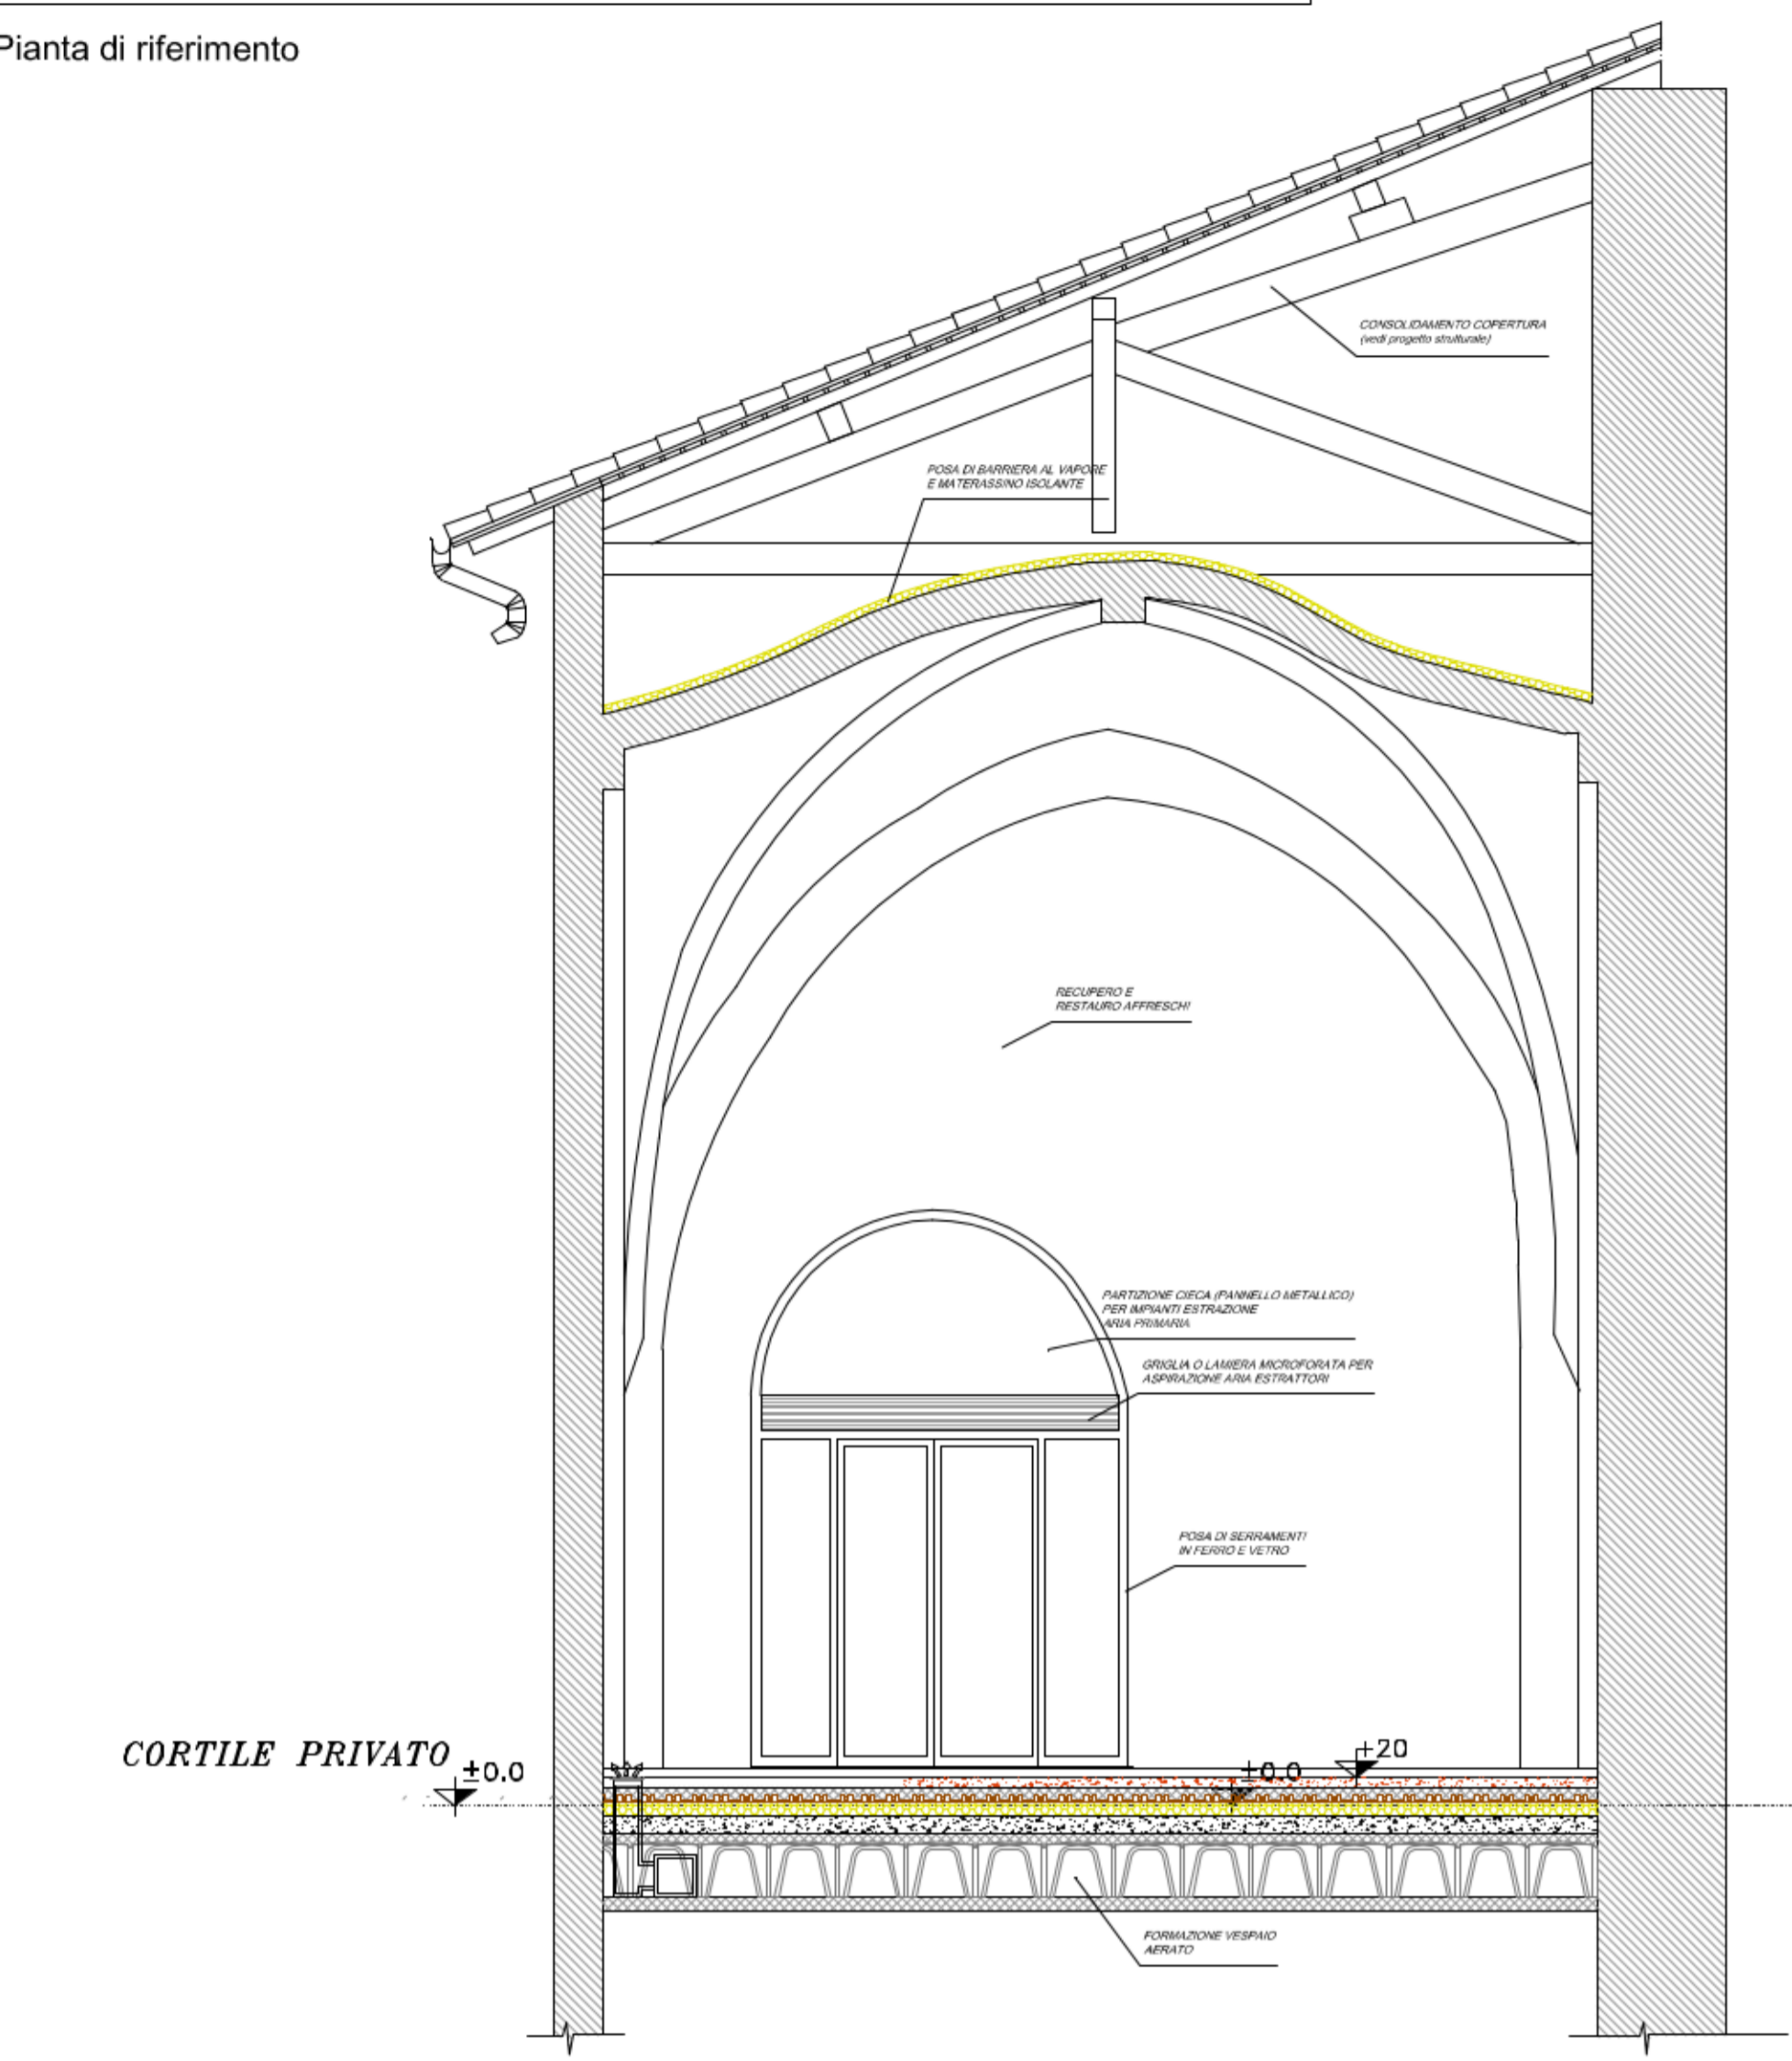 Pianta di riferimento
CONSOLIDAMENTO COPERTURA
(vedi progetto strutturale)
POSA DI BARRIERA AL VAPORE
E MATERASSINO ISOLANTE
RECUPERO E
RESTAURO AFFRESCHI
PARTIZIONE CIECA (PANNELLO METALLICO)
PER IMPIANTI ESTRAZIONE
ARIA PRIMARIA
GRIGLIA O LAMIERA MICROFORATA PER
ASPIRAZIONE ARIA ESTRATTORI
POSA DI SERRAMENTI
IN FERRO E VETRO
CORTILE PRIVATO
±0.0
±0.0
+20
FORMAZIONE VESPAIO
AERATO